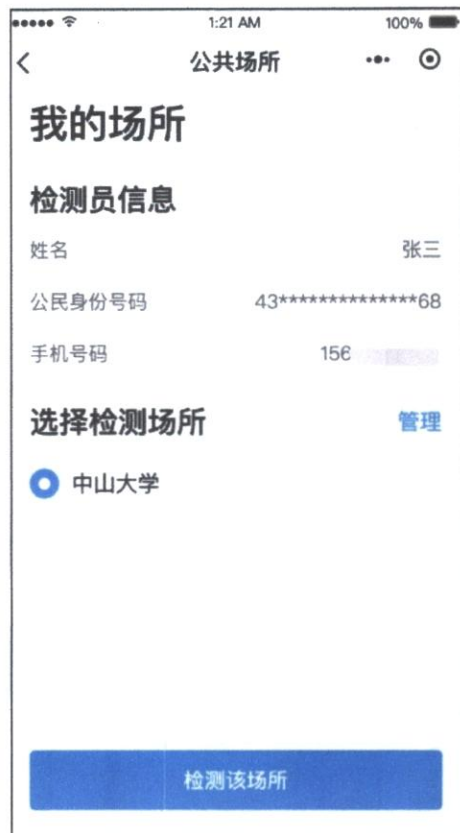 1:21 AM 100%
公共场所
我的场所
检测员信息
姓名 张三
公民身份号码 43**************68
手机号码 156
选择检测场所 管理
中山大学
检测该场所